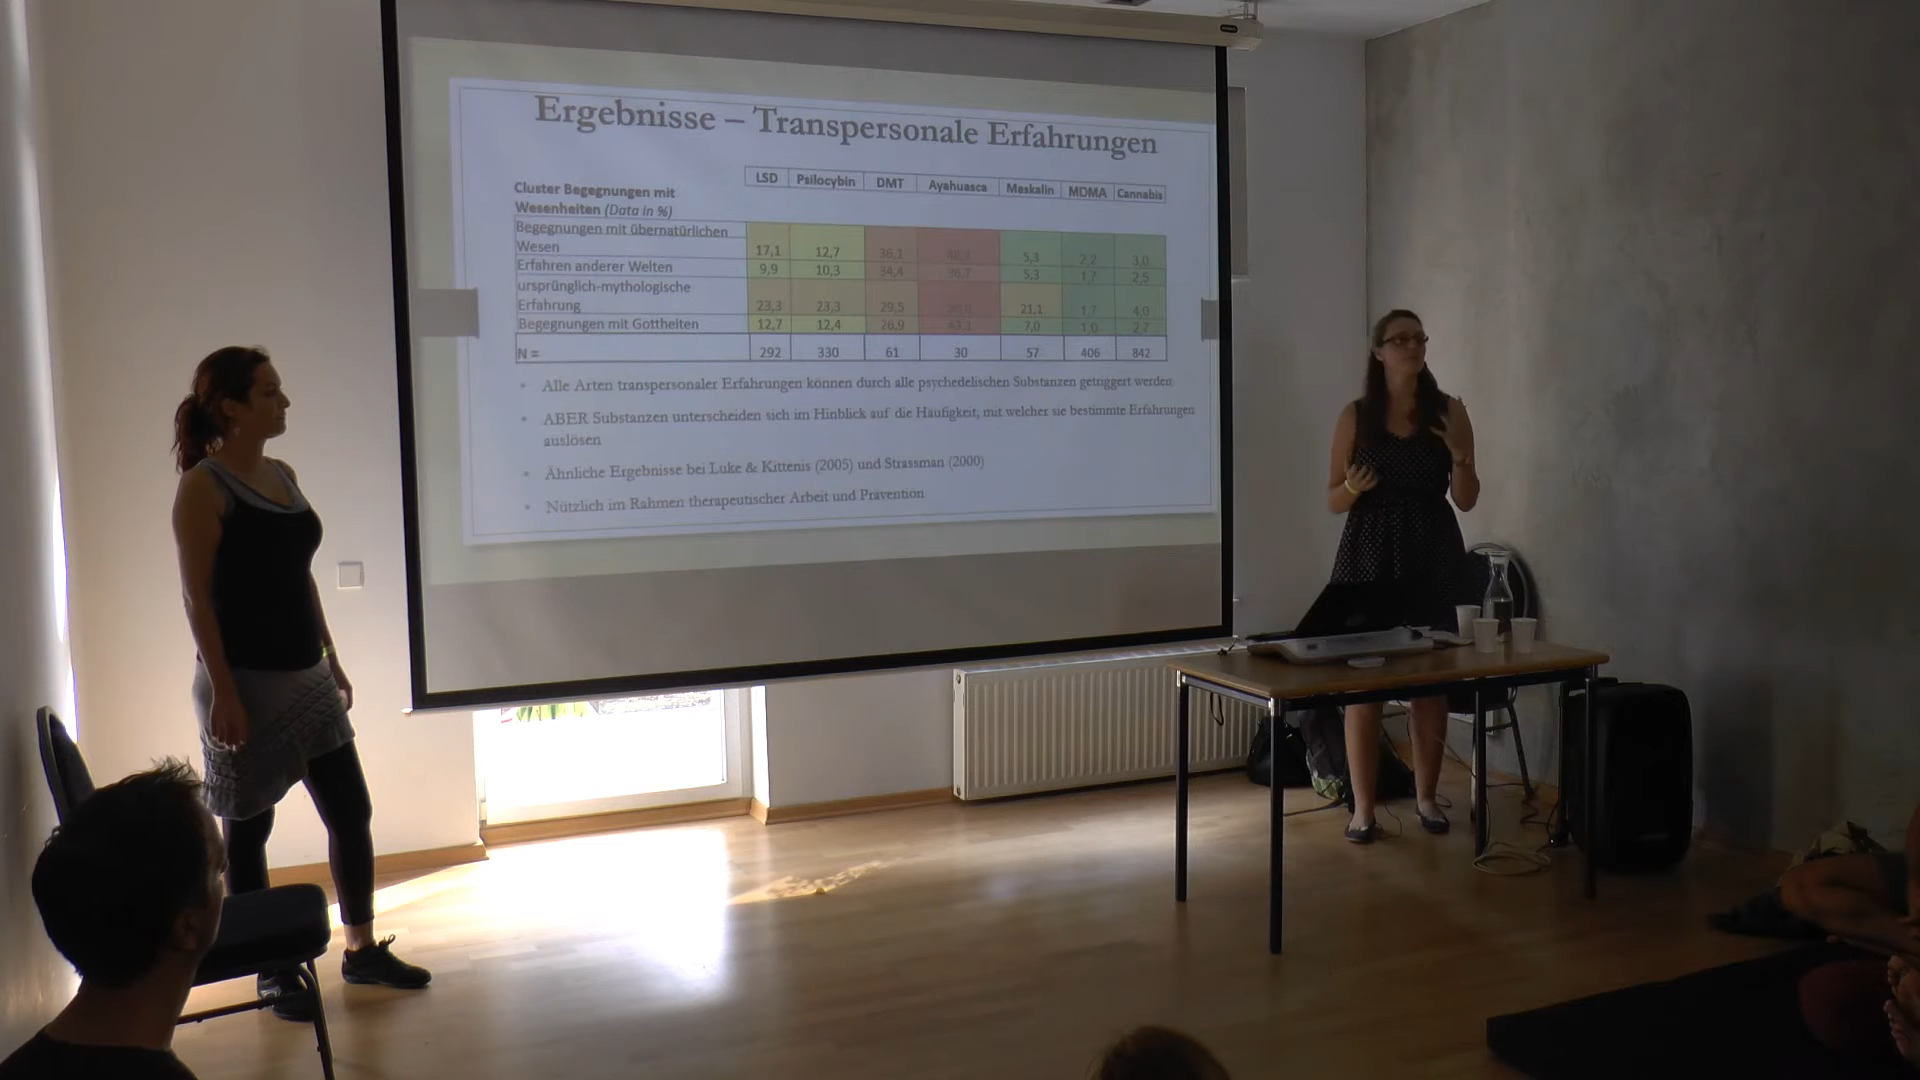 Ergebnisse – Transpersonale Erfahrungen
LSD Psilocybin DMT Ayahuasca Meskalin MDMA Cannabis
Cluster Begegnungen mit
Wesenheiten (Data in %)
Begegnungen mit übernatürlichen
Wesen 17,1 12,7 36,1 5,3 2,2 3,0
Erfahren anderer Welten 9,9 10,3 34,4 36,7 5,3 1,7 2,5
ursprünglich-mythologische
Erfahrung 23,3 23,3 29,5 21,1 1,7 4,0
Begegnungen mit Gottheiten 12,7 12,4 26,9 43,3 7,0 1,0 2,7
N = 292 330 61 30 57 406 842
• Alle Arten transpersonaler Erfahrungen können durch alle psychedelischen Substanzen getriggert werden
• ABER Substanzen unterscheiden sich im Hinblick auf die Häufigkeit, mit welcher sie bestimmte Erfahrungen
auslösen
• Ähnliche Ergebnisse bei Luke & Kittenis (2005) und Strassman (2000)
• Nützlich im Rahmen therapeutischer Arbeit und Prävention